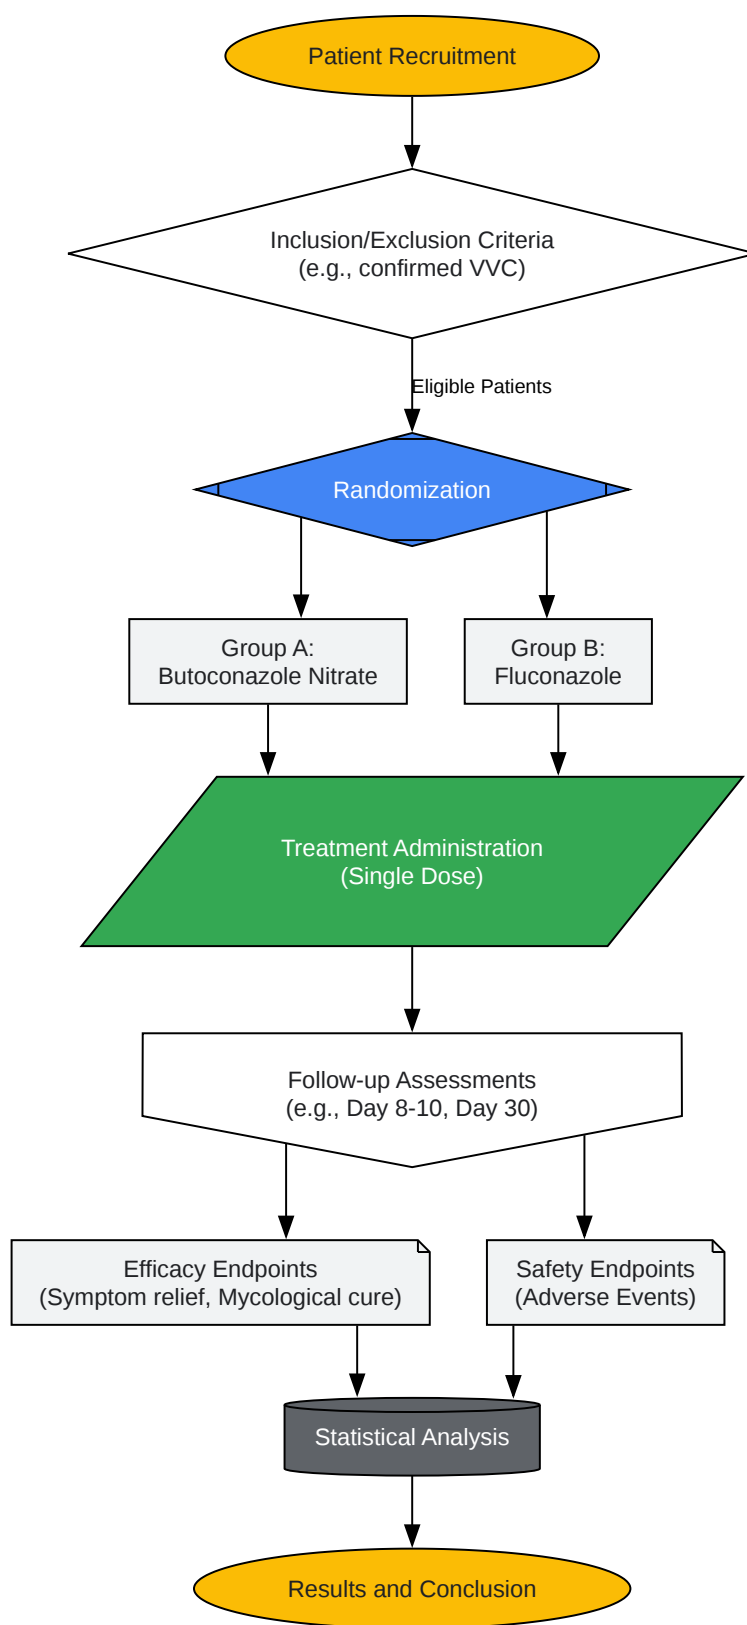 Patient Recruitment
Inclusion/Exclusion Criteria
(e.g., confirmed VVC)
Eligible Patients
Randomization
Group A:
Butoconazole Nitrate
Group B:
Fluconazole
Treatment Administration
(Single Dose)
Follow-up Assessments
(e.g., Day 8-10, Day 30)
Efficacy Endpoints
(Symptom relief, Mycological cure)
Safety Endpoints
(Adverse Events)
Statistical Analysis
Results and Conclusion